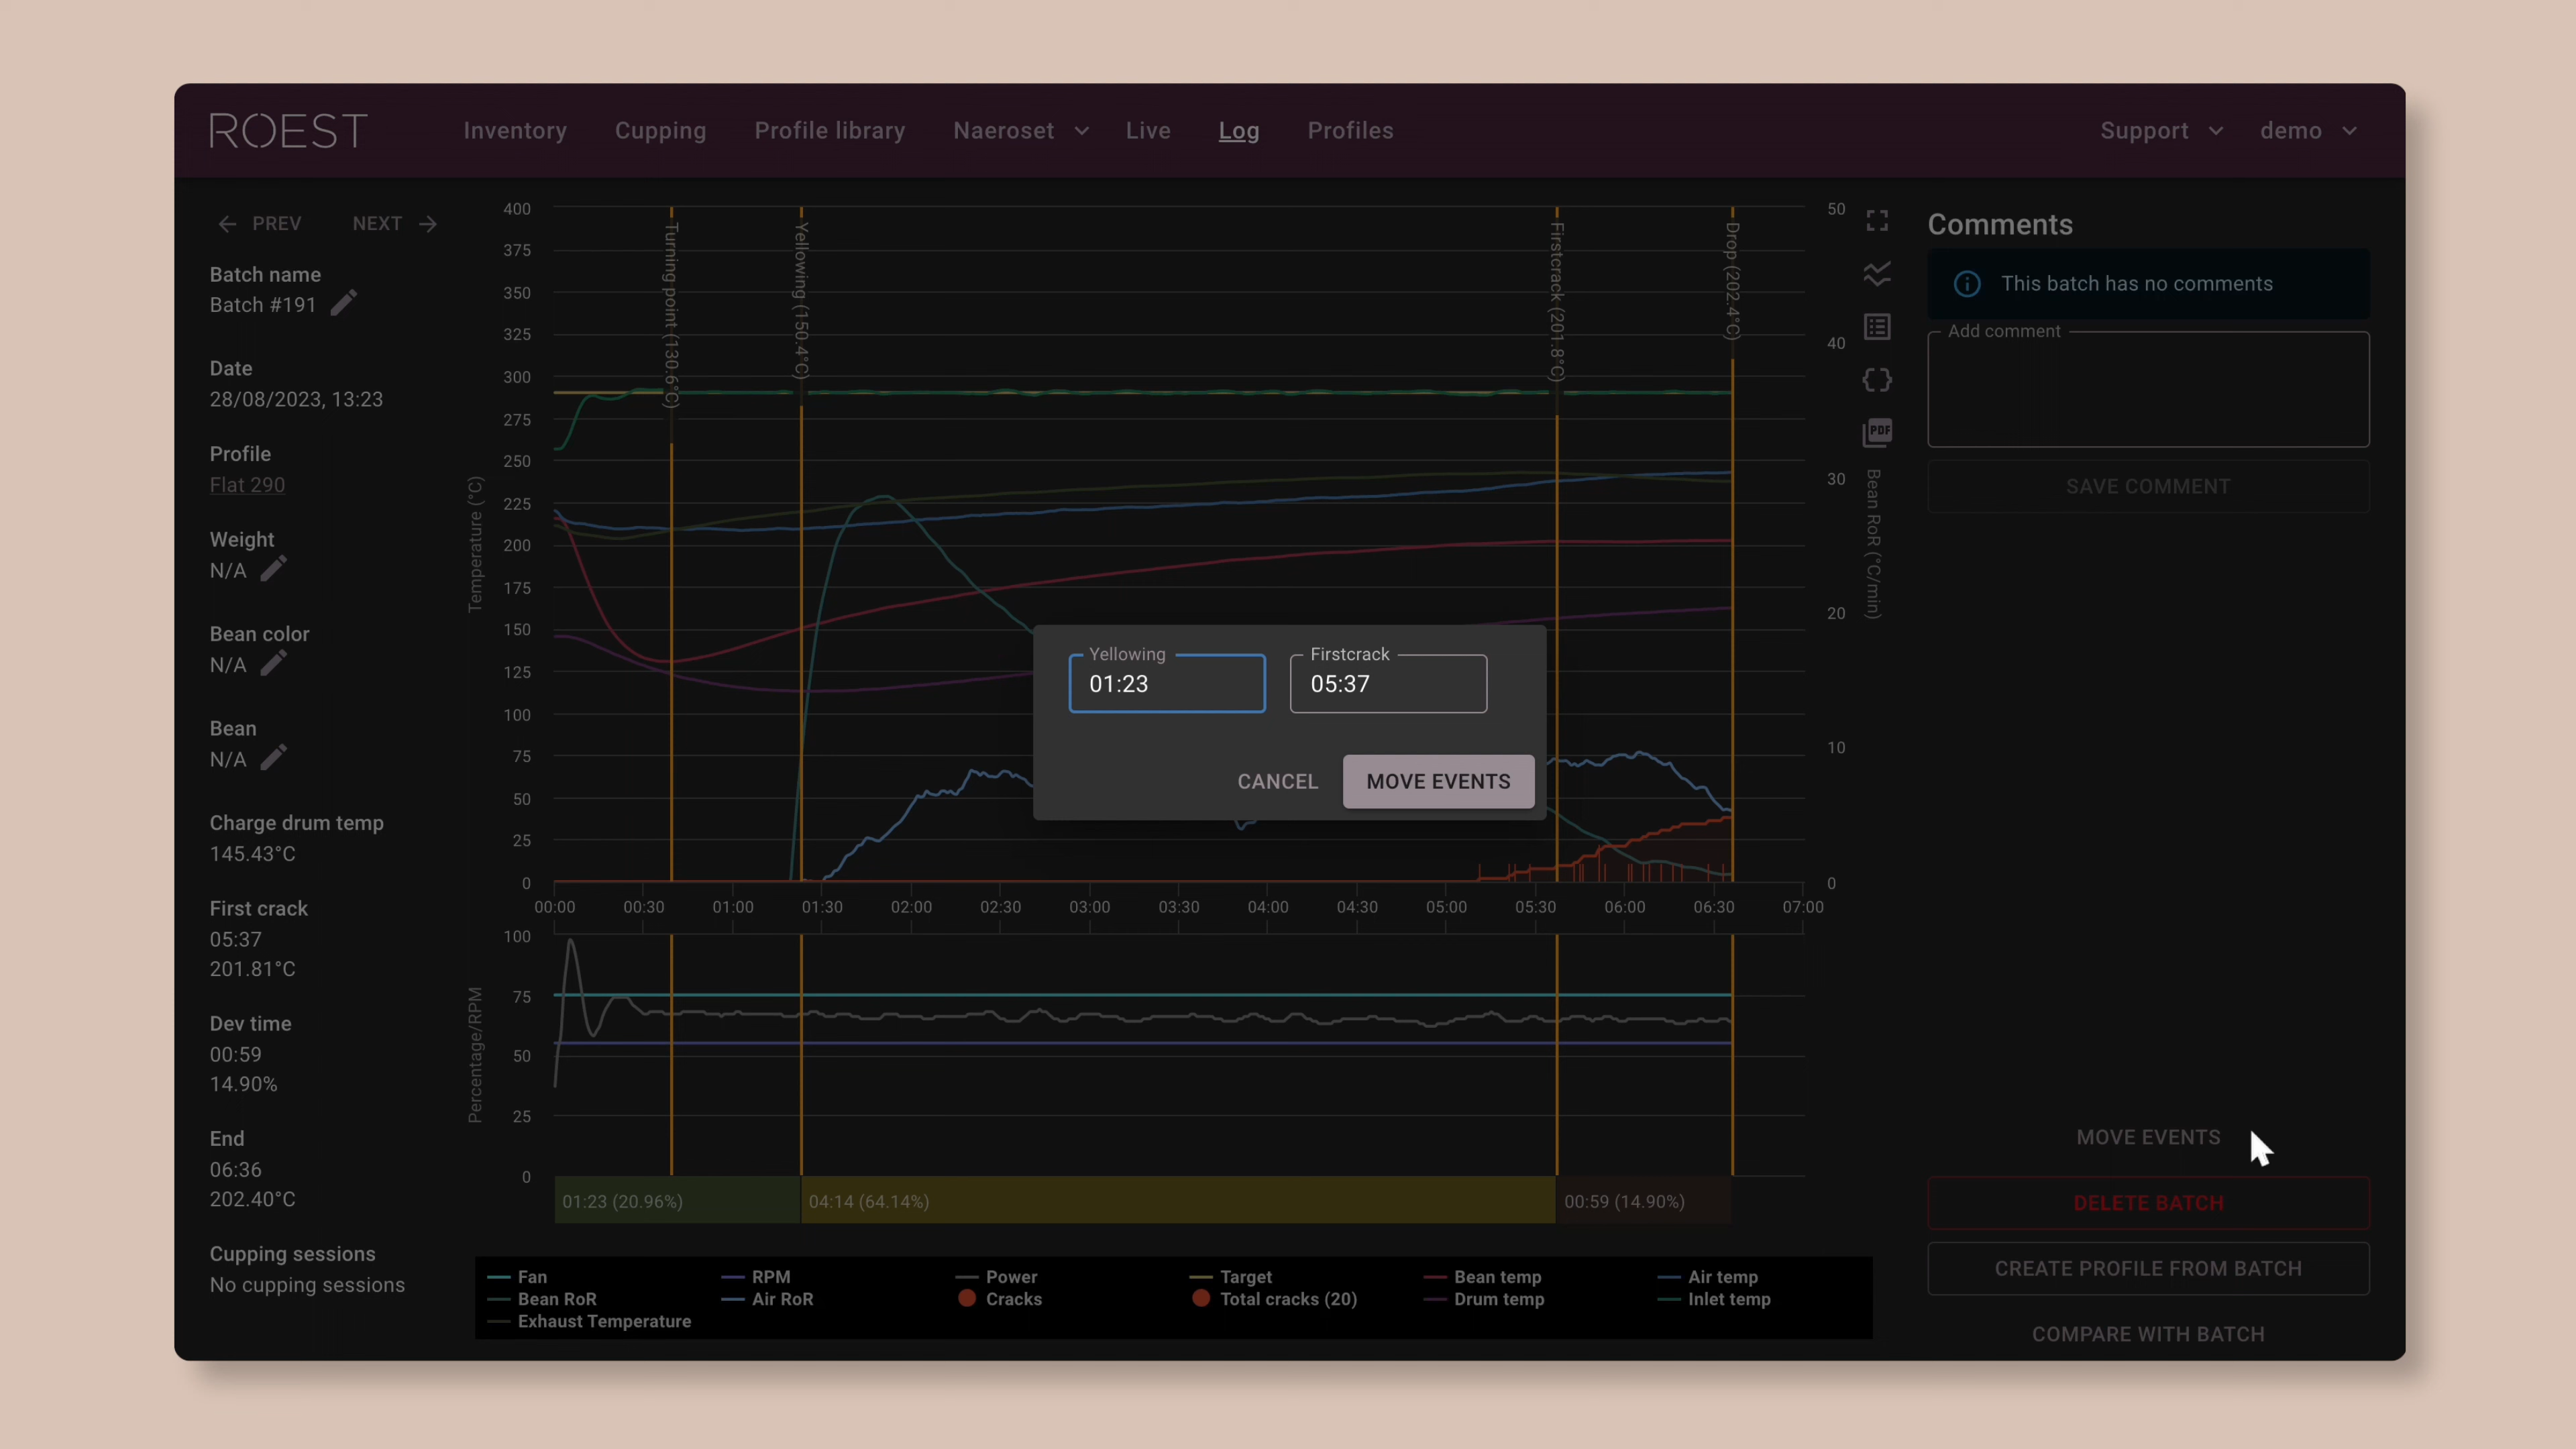 ROEST
Inventory
Cupping
Profile library
Naeroset
Live
Log
Profiles
Support
demo
PREV
NEXT
Batch name
Batch #191
Date
28/08/2023, 13:23
Profile
Flat 290
Weight
N/A
Bean color
N/A
Bean
N/A
Charge drum temp
145.43°C
First crack
05:37
201.81°C
Dev time
00:59
14.90%
End
06:36
202.40°C
Cupping sessions
No cupping sessions
400
375
350
325
300
275
250
225
200
175
150
125
100
75
50
25
0
Temperature (°C)
Turning point (130.6°C)
Yellowing (150.4°C)
Firstcrack (201.8°C)
Drop (202.4°C)
50
40
30
20
10
0
Bean RoR (°C/min)
PDF
00:00
00:30
01:00
01:30
02:00
02:30
03:00
03:30
04:00
04:30
05:00
05:30
06:00
06:30
07:00
100
75
50
25
0
Percentage/RPM
01:23 (20.96%)
04:14 (64.14%)
00:59 (14.90%)
Fan
RPM
Power
Target
Bean temp
Air temp
Bean RoR
Air RoR
Cracks
Total cracks (20)
Drum temp
Inlet temp
Exhaust Temperature
Yellowing
01:23
Firstcrack
05:37
CANCEL
MOVE EVENTS
Comments
This batch has no comments
Add comment
SAVE COMMENT
MOVE EVENTS
DELETE BATCH
CREATE PROFILE FROM BATCH
COMPARE WITH BATCH